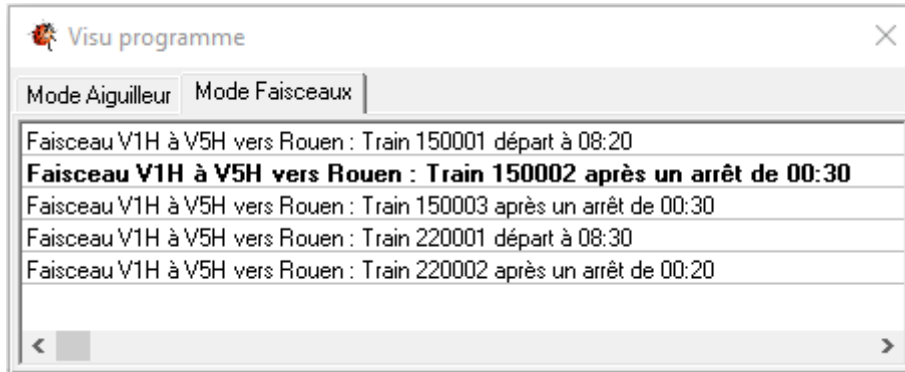 Visu programme
Mode Aiguilleur Mode Faisceaux
Faisceau V1H à V5H vers Rouen : Train 150001 départ à 08:20
Faisceau V1H à V5H vers Rouen : Train 150002 après un arrêt de 00:30
Faisceau V1H à V5H vers Rouen : Train 150003 après un arrêt de 00:30
Faisceau V1H à V5H vers Rouen : Train 220001 départ à 08:30
Faisceau V1H à V5H vers Rouen : Train 220002 après un arrêt de 00:20